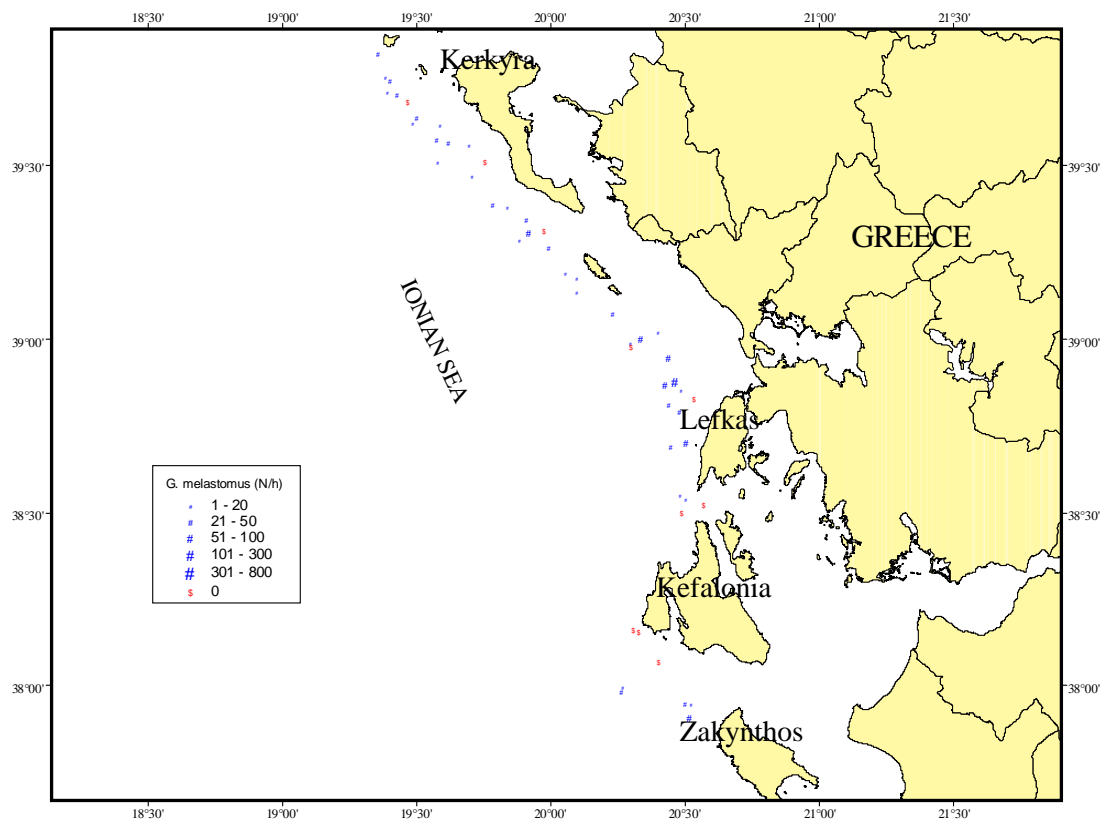 18°30' 19°00' 19°30' 20°00' 20°30' 21°00' 21°30'
Kerkyra
39°30' 39°30'
GREECE
IONIAN SEA
39°00' 39°00'
Lefkas
G. melastomus (N/h)
# 1 - 20
# 21 - 50
# 51 - 100
# 101 - 300
# 301 - 800
$ 0
38°30' 38°30'
Kefalonia
38°00' 38°00'
Zakynthos
18°30' 19°00' 19°30' 20°00' 20°30' 21°00' 21°30'